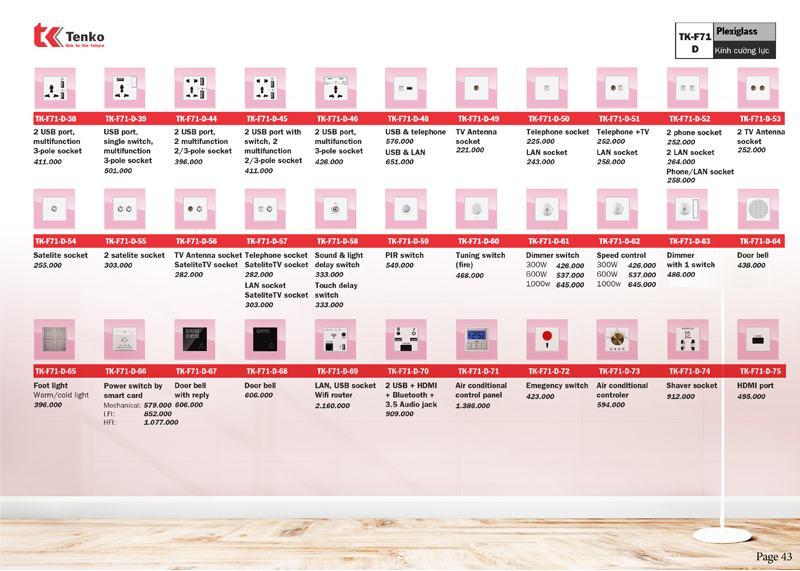 Tenko
link to the future
TK-F71
D
Plexiglass
Kính cường lực
TK-F71-D-38
2 USB port,
multifunction
3-pole socket
411.000
TK-F71-D-39
USB port,
single switch,
multifunction
3-pole socket
501.000
TK-F71-D-44
2 USB port,
2 multifunction
2/3-pole socket
396.000
TK-F71-D-45
2 USB port with
switch, 2
multifunction
2/3-pole socket
411.000
TK-F71-D-46
2 USB port,
multifunction
3-pole socket
426.000
TK-F71-D-48
USB & telephone
576.000
USB & LAN
651.000
TK-F71-D-49
TV Antenna
socket
221.000
TK-F71-D-50
Telephone socket
225.000
LAN socket
243.000
TK-F71-D-51
Telephone +TV
252.000
LAN socket
258.000
TK-F71-D-52
2 phone socket
252.000
2 LAN socket
264.000
Phone/LAN socket
258.000
TK-F71-D-53
2 TV Antenna
socket
252.000
TK-F71-D-54
Satelite socket
255.000
TK-F71-D-55
2 satelite socket
303.000
TK-F71-D-56
TV Antenna socket
SateliteTV socket
282.000
TK-F71-D-57
Telephone socket
SateliteTV socket
282.000
LAN socket
SateliteTV socket
303.000
TK-F71-D-58
Sound & light
delay switch
333.000
Touch delay
switch
333.000
TK-F71-D-59
PIR switch
549.000
TK-F71-D-60
Tuning switch
(fire)
468.000
TK-F71-D-61
Dimmer switch
300W 426.000
600W 537.000
1000w 645.000
TK-F71-D-62
Speed control
300W 426.000
600W 537.000
1000w 645.000
TK-F71-D-63
Dimmer
with 1 switch
486.000
TK-F71-D-64
Door bell
438.000
TK-F71-D-65
Foot light
Warm/cold light
396.000
TK-F71-D-66
Power switch by
smart card
Mechanical: 579.000
LFI: 852.000
HFI: 1.077.000
TK-F71-D-67
Door bell
with reply
606.000
TK-F71-D-68
Door bell
606.000
TK-F71-D-69
LAN, USB socket
Wifi router
2.160.000
TK-F71-D-70
2 USB + HDMI
+ Bluetooth +
3.5 Audio jack
909.000
TK-F71-D-71
Air conditional
control panel
1.386.000
TK-F71-D-72
Emegency switch
423.000
TK-F71-D-73
Air conditional
controler
594.000
TK-F71-D-74
Shaver socket
912.000
TK-F71-D-75
HDMI port
495.000
Page 43